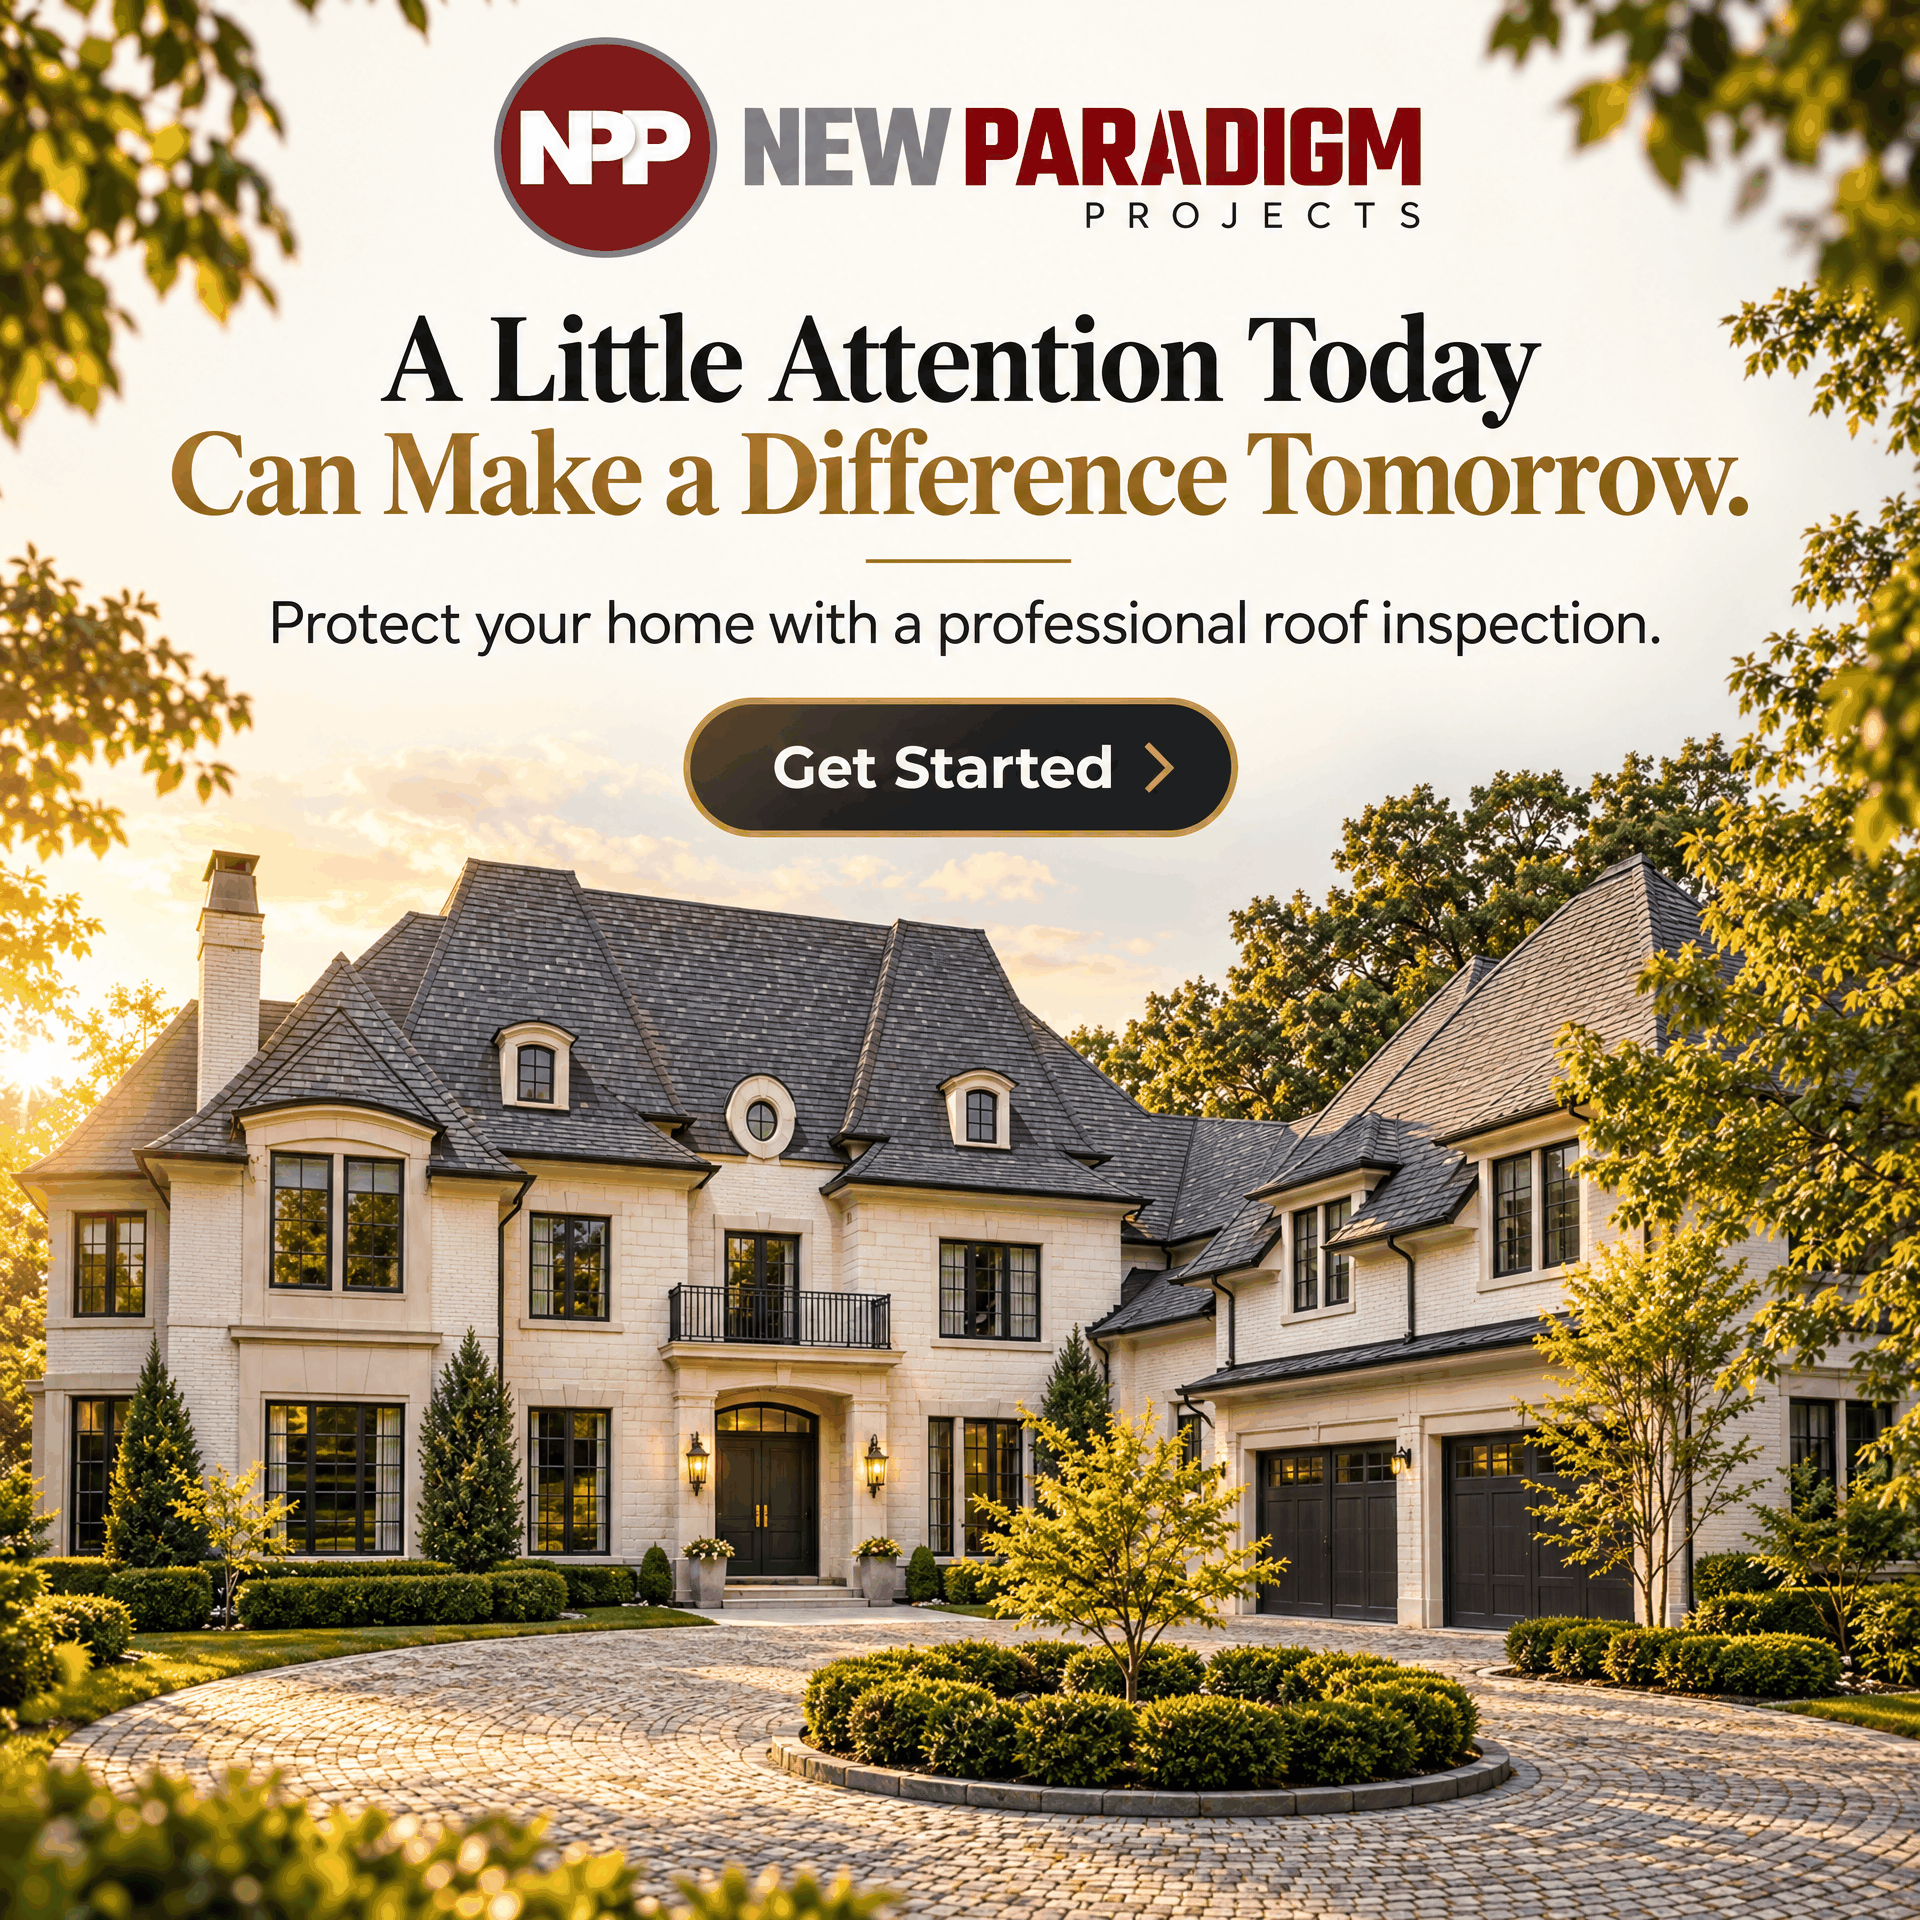 NPP
NEW PARADIGM
PROJECTS
A Little Attention Today
Can Make a Difference Tomorrow.
Protect your home with a professional roof inspection.
Get Started